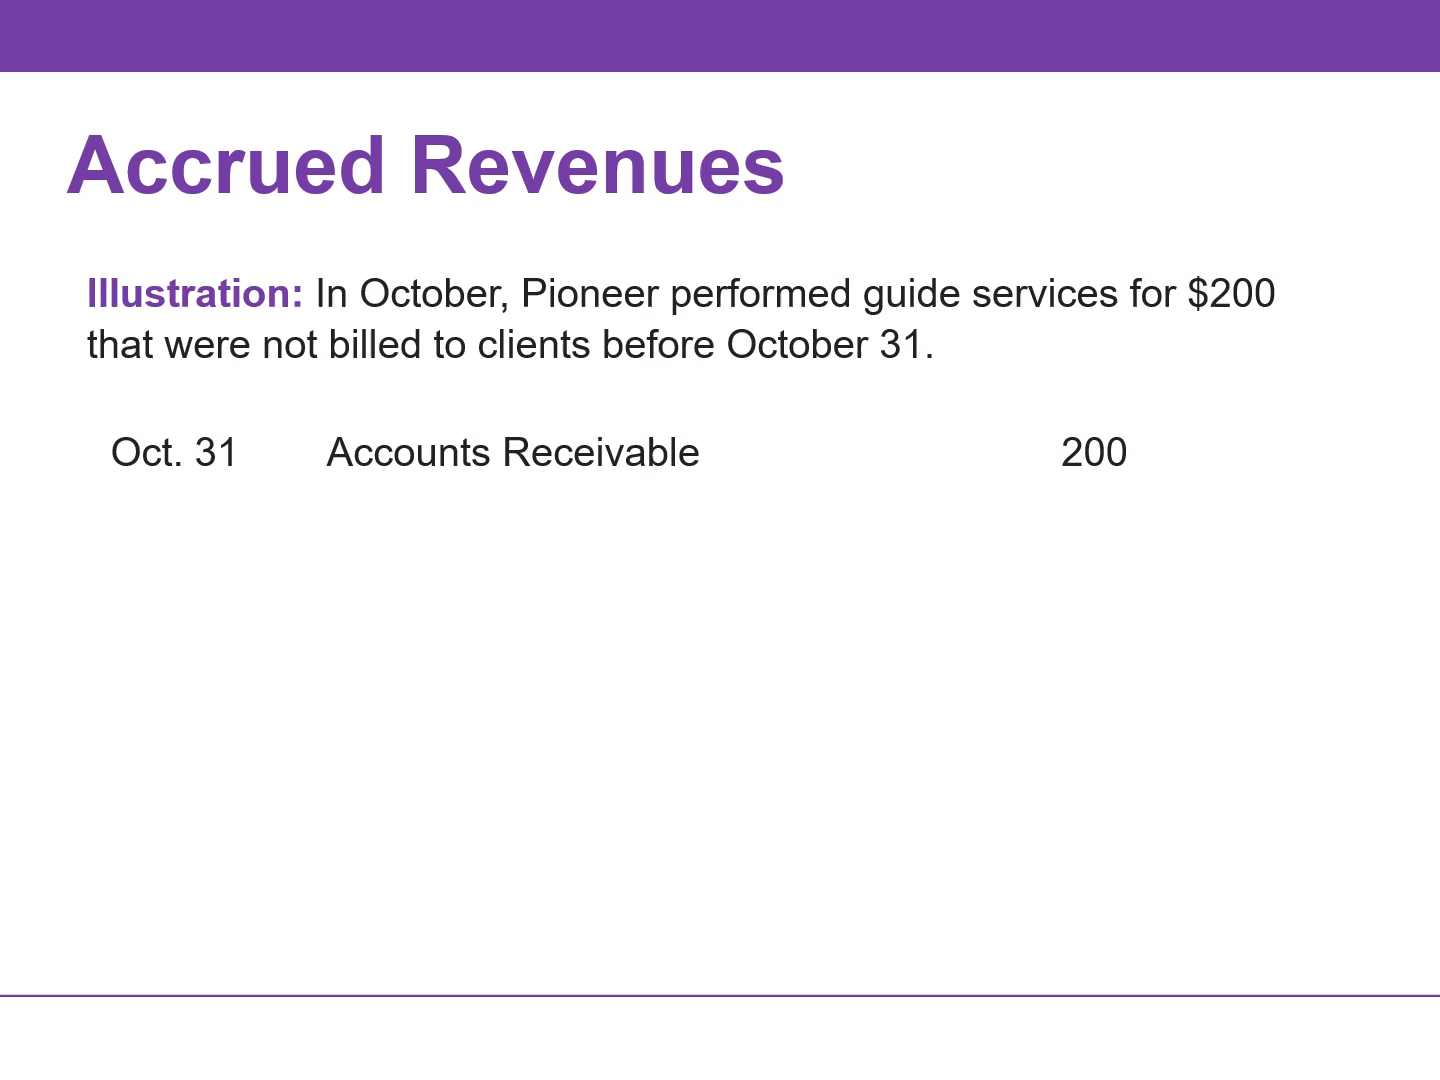 Accrued Revenues
Illustration: In October, Pioneer performed guide services for $200
that were not billed to clients before October 31.
Oct. 31 Accounts Receivable 200